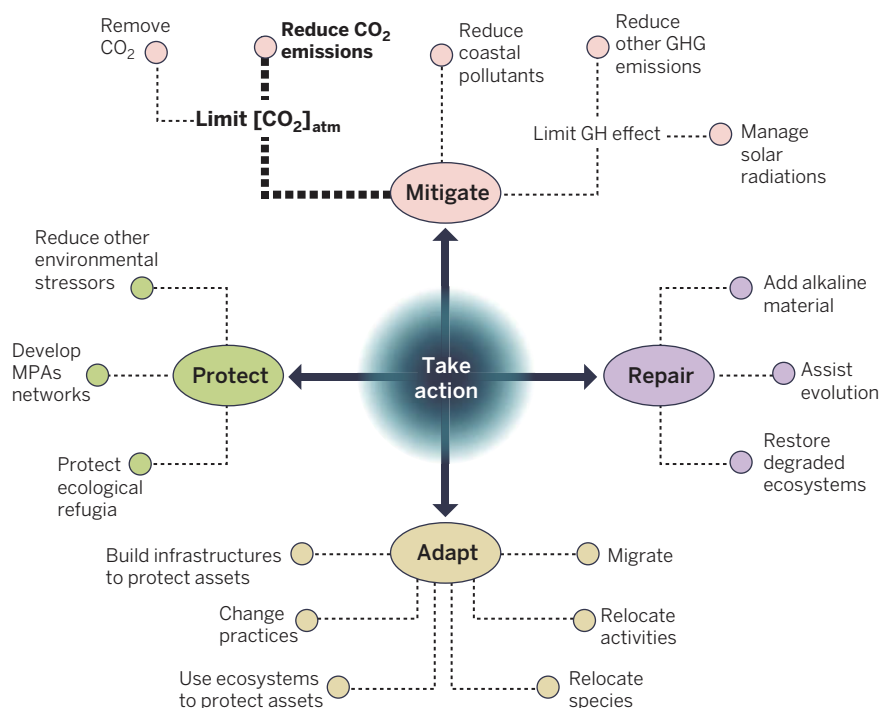 Remove
CO2
Reduce CO2
emissions
Reduce
coastal
pollutants
Reduce
other GHG
emissions
Limit [CO2]atm
Limit GH effect
Manage
solar
radiations
Mitigate
Reduce other
environmental
stressors
Develop
MPAs
networks
Protect
ecological
refugia
Protect
Take
action
Repair
Add alkaline
material
Assist
evolution
Restore
degraded
ecosystems
Adapt
Build infrastructures
to protect assets
Migrate
Change
practices
Relocate
activities
Use ecosystems
to protect assets
Relocate
species